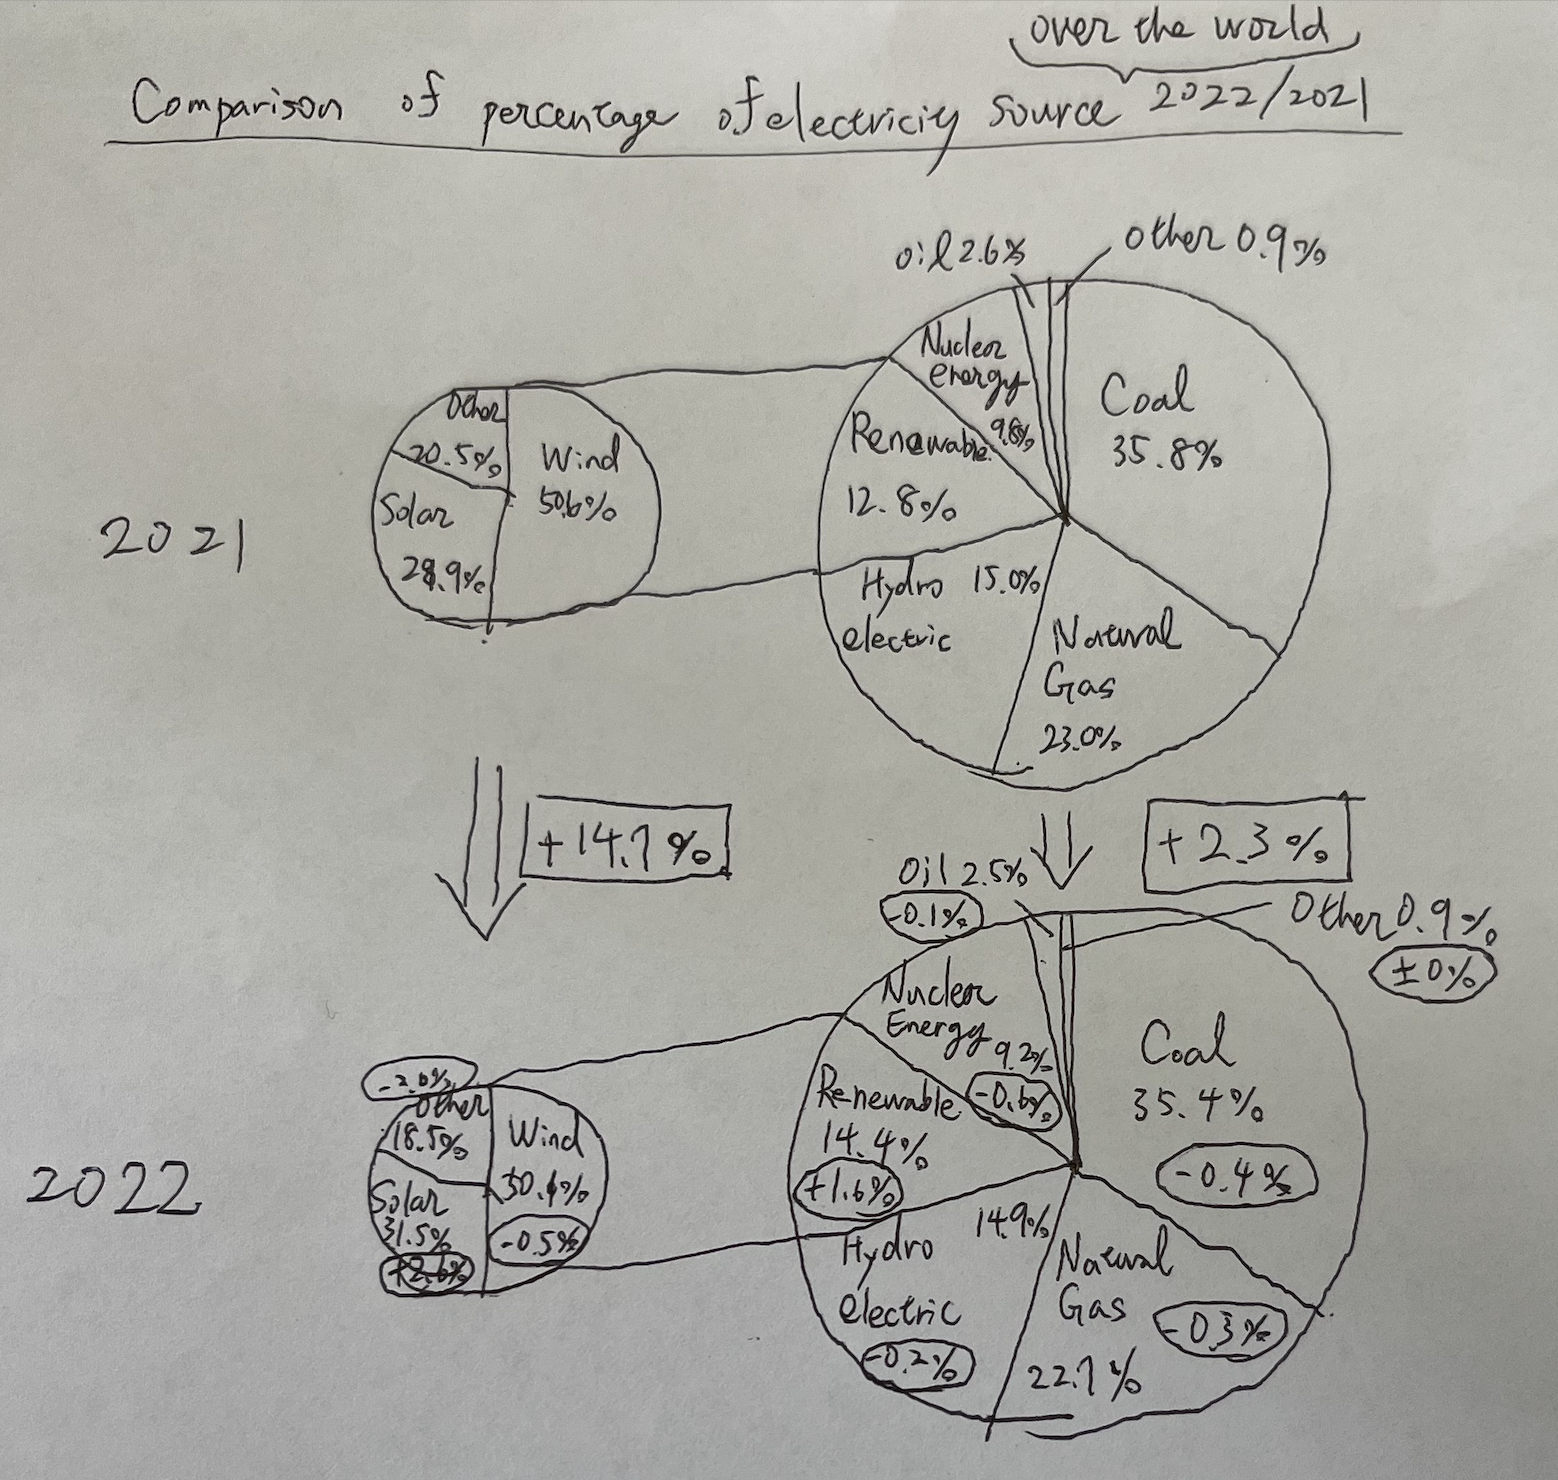 over the world
Comparison of percentage of electricity source 2022/2021
oil 2.6%
other 0.9%
Nuclear
energy
9.8%
Coal
35.8%
Renewable
12.8%
Other
20.5%
Wind
50.6%
Solar
28.9%
2021
Hydro 15.0%
electric
Natural
Gas
23.0%
+14.7%
+2.3%
Oil 2.5%
-0.1%
Other 0.9%
±0%
Nuclear
Energy
9.2%
-0.6%
Coal
35.4%
-0.4%
Renewable
14.4%
+1.6%
-2.0%
Other
18.5%
Wind
-0.5%
Solar
31.5%
+2.6%
2022
14.9%
Hydro
electric
-0.2%
Natural
Gas
-0.3%
22.7%